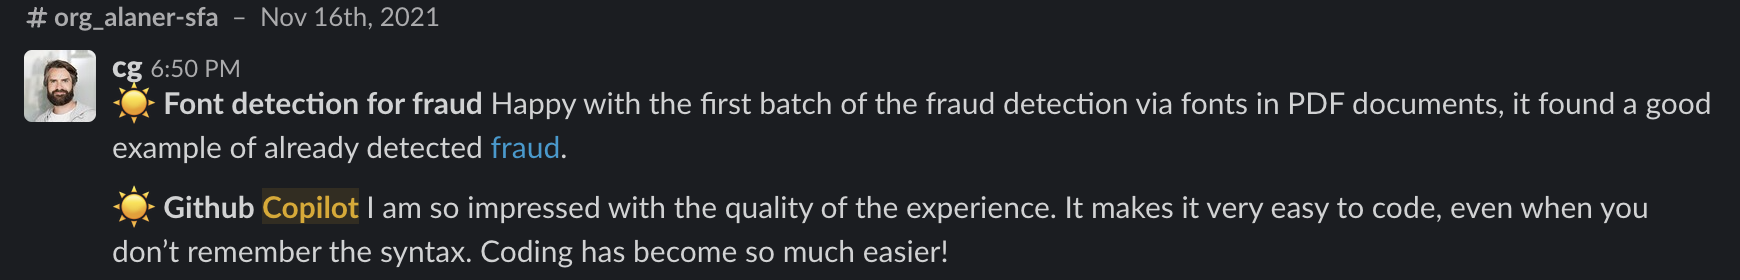 # org_alaner-sfa – Nov 16th, 2021
cg 6:50 PM
☀️ Font detection for fraud Happy with the first batch of the fraud detection via fonts in PDF documents, it found a good
example of already detected fraud.
☀️ Github Copilot I am so impressed with the quality of the experience. It makes it very easy to code, even when you
don’t remember the syntax. Coding has become so much easier!